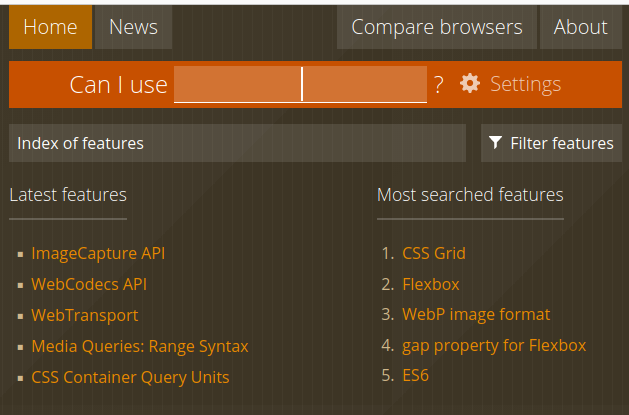 Home News Compare browsers About
Can I use ? Settings
Index of features Filter features
Latest features
ImageCapture API
WebCodecs API
WebTransport
Media Queries: Range Syntax
CSS Container Query Units
Most searched features
1. CSS Grid
2. Flexbox
3. WebP image format
4. gap property for Flexbox
5. ES6